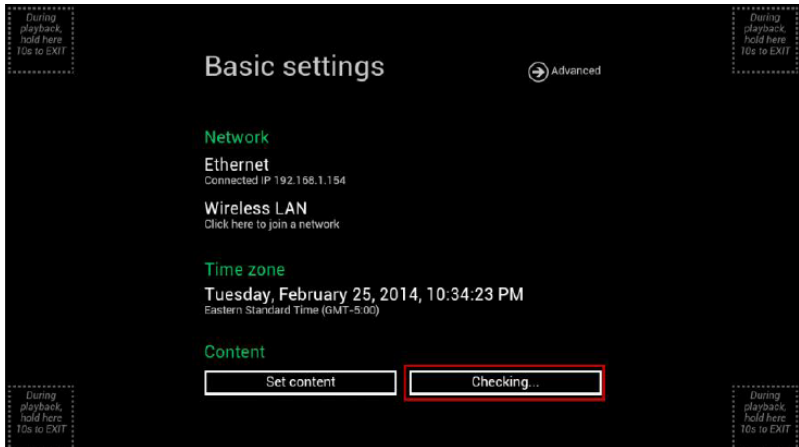 During
playback,
hold here
10s to EXIT
During
playback,
hold here
10s to EXIT
Basic settings
Advanced
Network
Ethernet
Connected IP 192.168.1.154
Wireless LAN
Click here to join a network
Time zone
Tuesday, February 25, 2014, 10:34:23 PM
Eastern Standard Time (GMT-5:00)
Content
Set content
Checking...
During
playback,
hold here
10s to EXIT
During
playback,
hold here
10s to EXIT